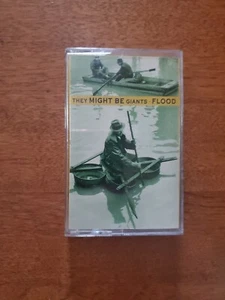 THEY MIGHT BE GIANTS FLOOD